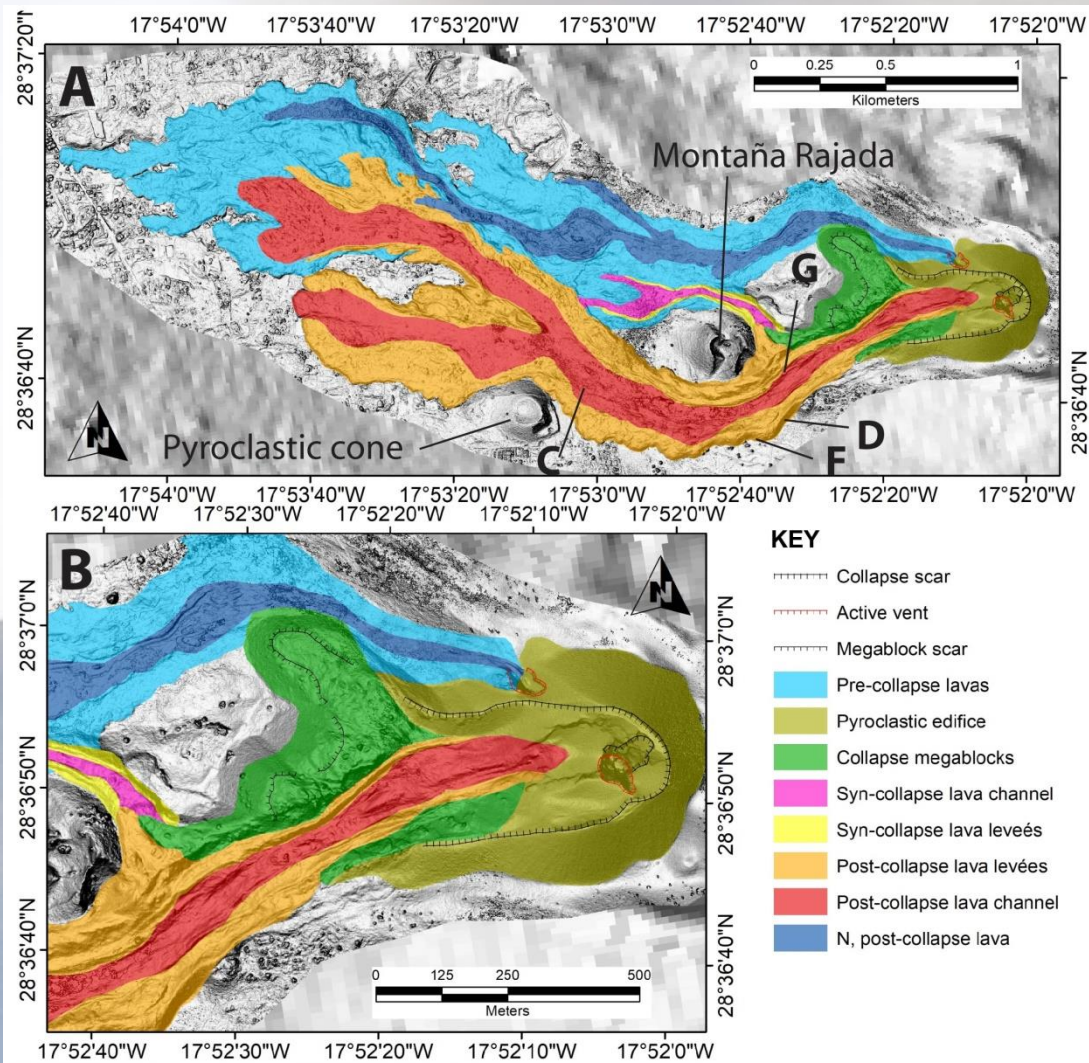 17°54'0"W 17°53'40"W 17°53'20"W 17°53'0"W 17°52'40"W 17°52'20"W 17°52'0"W
28°37'20"N
A
0 0.25 0.5 1
Kilometers
Montaña Rajada
G
28°36'40"N
28°36'40"N
D
Pyroclastic cone
C
F
N
17°54'0"W 17°53'40"W 17°53'20"W 17°53'0"W 17°52'40"W 17°52'20"W 17°52'0"W
17°52'40"W 17°52'30"W 17°52'20"W 17°52'10"W 17°52'0"W
B
N
28°37'0"N
28°37'0"N
28°36'50"N
28°36'50"N
28°36'40"N
28°36'40"N
0 125 250 500
Meters
17°52'40"W 17°52'30"W 17°52'20"W 17°52'10"W 17°52'0"W
KEY
Collapse scar
Active vent
Megablock scar
Pre-collapse lavas
Pyroclastic edifice
Collapse megablocks
Syn-collapse lava channel
Syn-collapse lava leveés
Post-collapse lava levées
Post-collapse lava channel
N, post-collapse lava